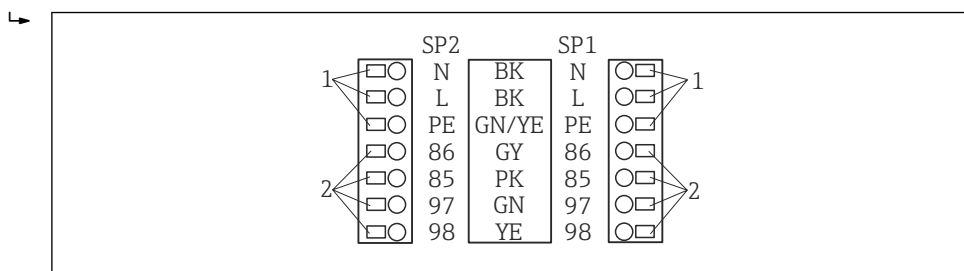 SP2 SP1
1 N BK N 1
L BK L
PE GN/YE PE
86 GY 86
2 85 PK 85 2
97 GN 97
98 YE 98